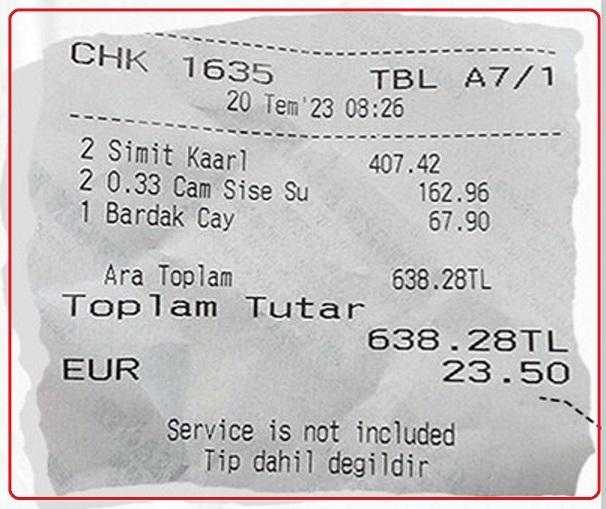 CHK 1635 TBL A7/1
20 Tem'23 08:26
2 Simit Kaarl 407.42
2 0.33 Cam Sise Su 162.96
1 Bardak Cay 67.90
Ara Toplam 638.28TL
Toplam Tutar
638.28TL
EUR 23.50
Service is not included
Tip dahil degildir